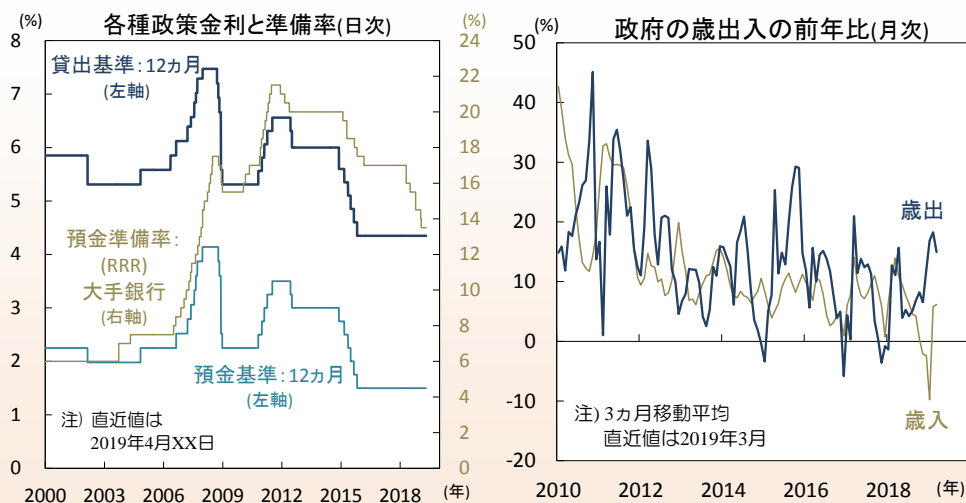 各種政策金利と準備率(日次)
(%)
(%)
8
7
6
5
4
3
2
1
0
24
22
20
18
16
14
12
10
8
6
4
2
0
貸出基準：12ヵ月
(左軸)
預金準備率：
(RRR)
大手銀行
(右軸)
預金基準：12ヵ月
(左軸)
注）直近値は
2019年4月XX日
2000 2003 2006 2009 2012 2015 2018 (年)
政府の歳出入の前年比(月次)
(%)
50
40
30
20
10
0
-10
-20
歳出
歳入
注) 3ヵ月移動平均
直近値は2019年3月
2010 2012 2014 2016 2018 (年)